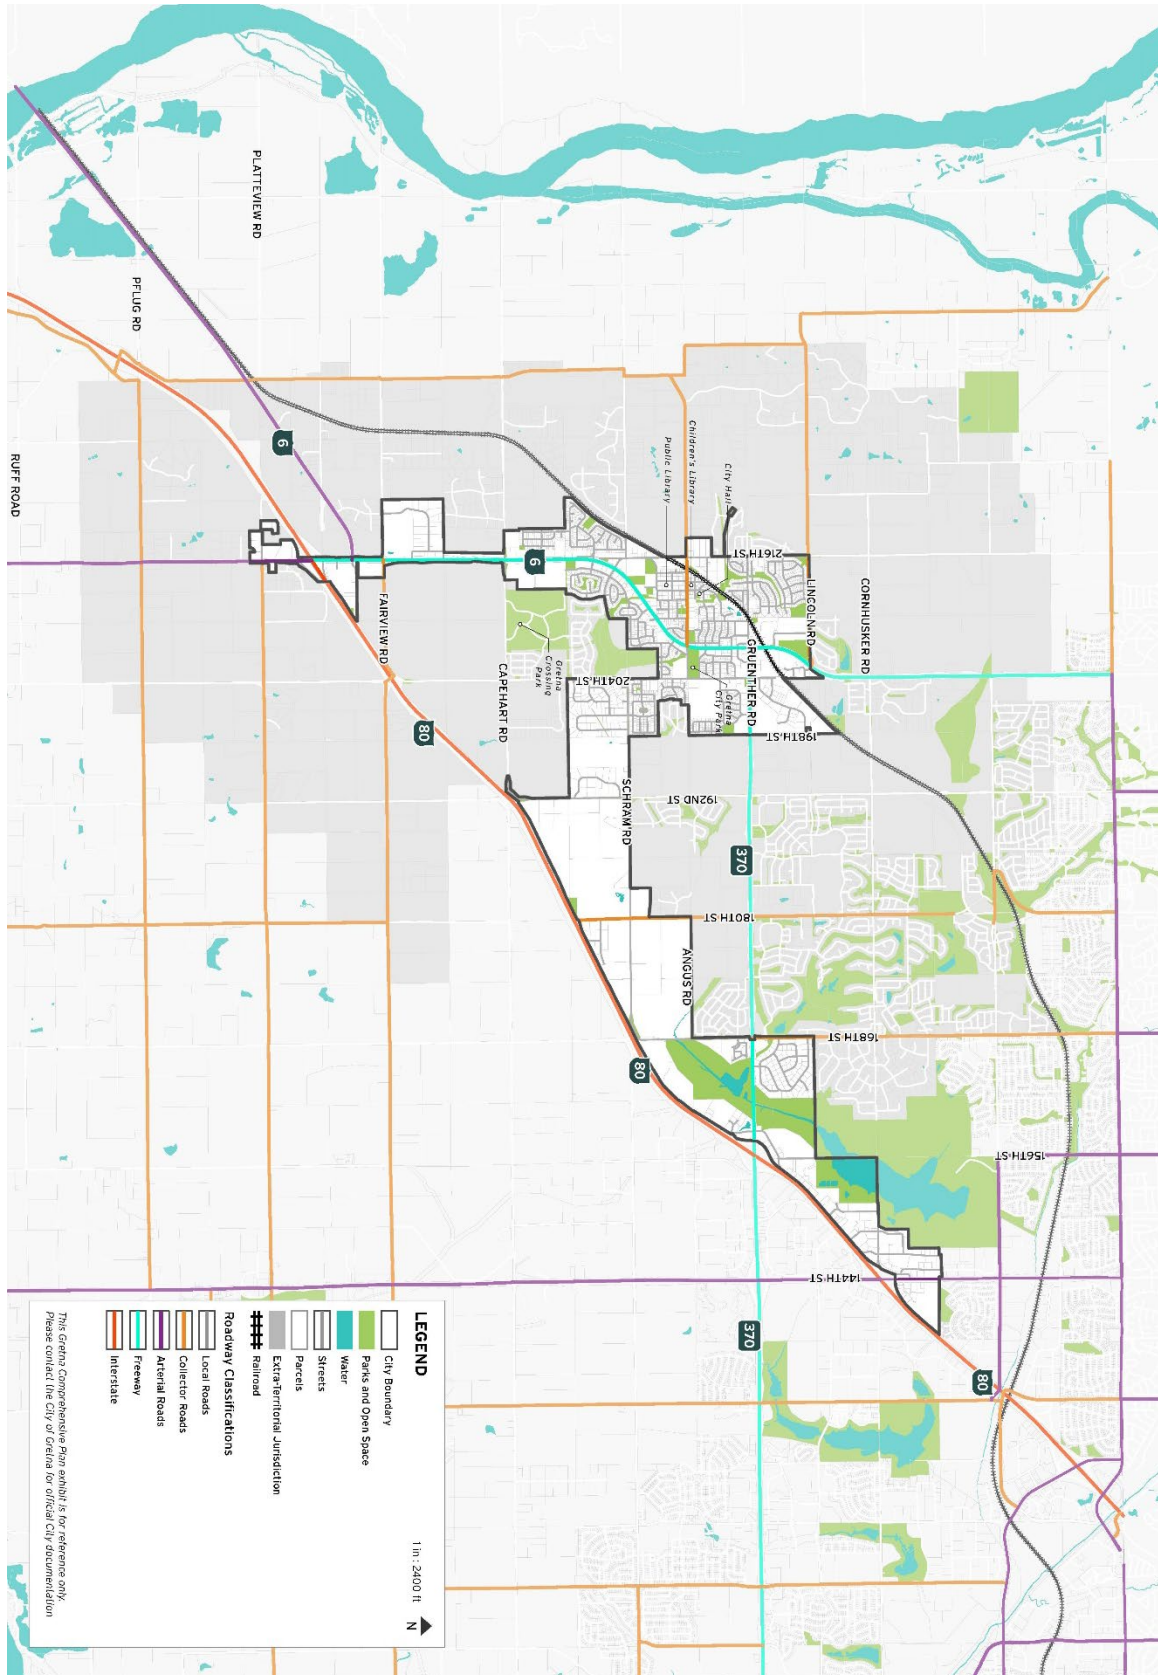 PLATTEVIEW RD
PFLUG RD
RUFF ROAD
6
6
80
FAIRVIEW RD
CAPEHART RD
Gretna
Crossing
Park
204TH ST
SCHRAM RD
192ND ST
Public Library
Children's Library
City Hall
216TH ST
LINCOLN RD
CORNHUSKER RD
GRUENTHER RD
Gretna
City Park
198TH ST
370
180TH ST
ANGUS RD
168TH ST
80
156TH ST
144TH ST
370
80
LEGEND
1 in : 2400 ft
N
City Boundary
Parks and Open Space
Water
Streets
Parcels
Extra-Territorial Jurisdiction
Railroad
Roadway Classifications
Local Roads
Collector Roads
Arterial Roads
Freeway
Interstate
This Gretna Comprehensive Plan exhibit is for reference only.
Please contact the City of Gretna for official City documentation